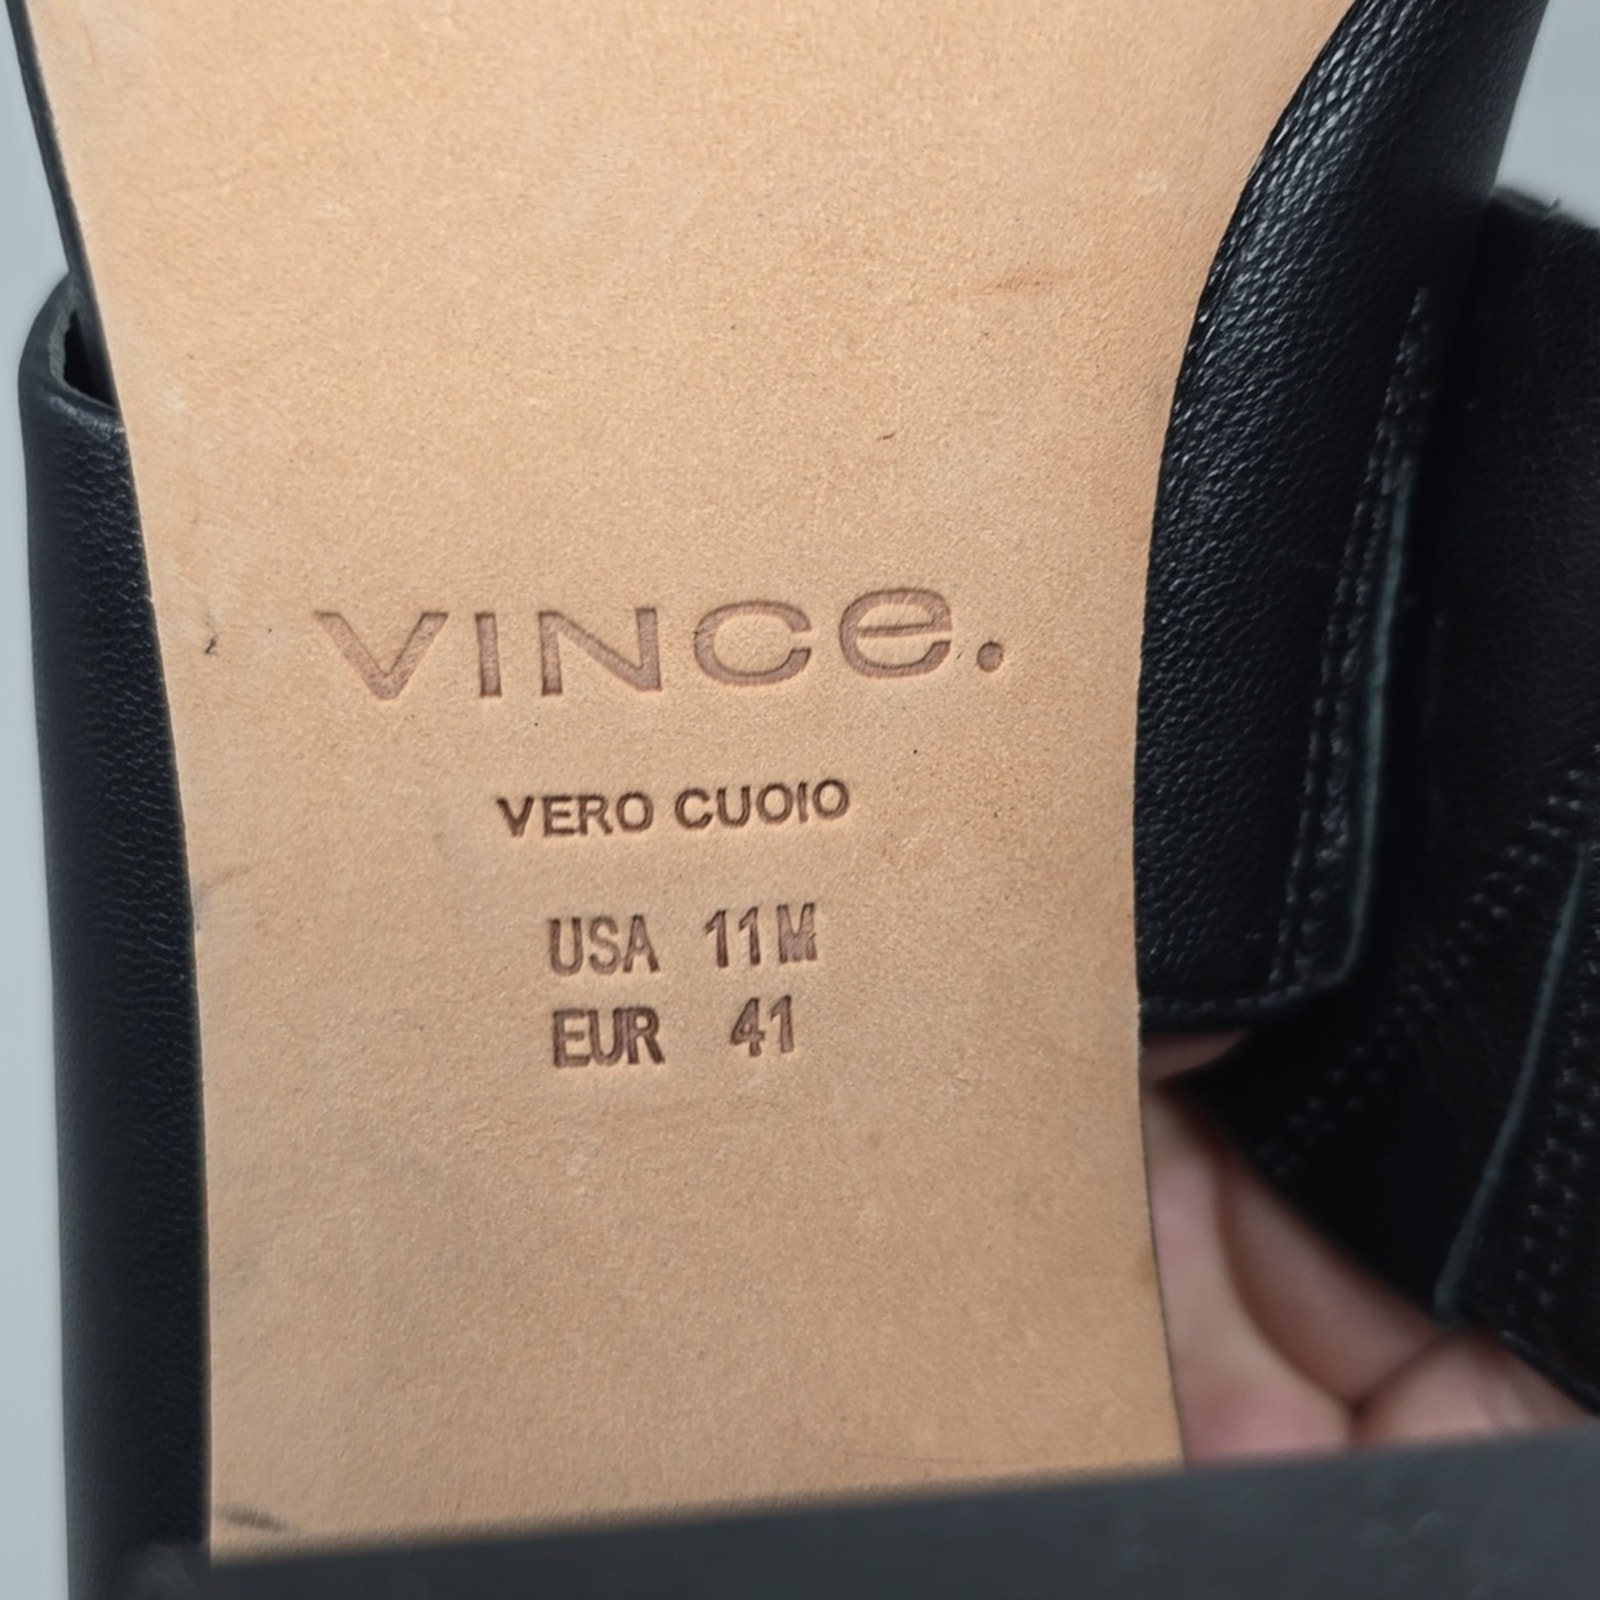 VINCe.
VERO CUOIO
USA 11M
EUR 41